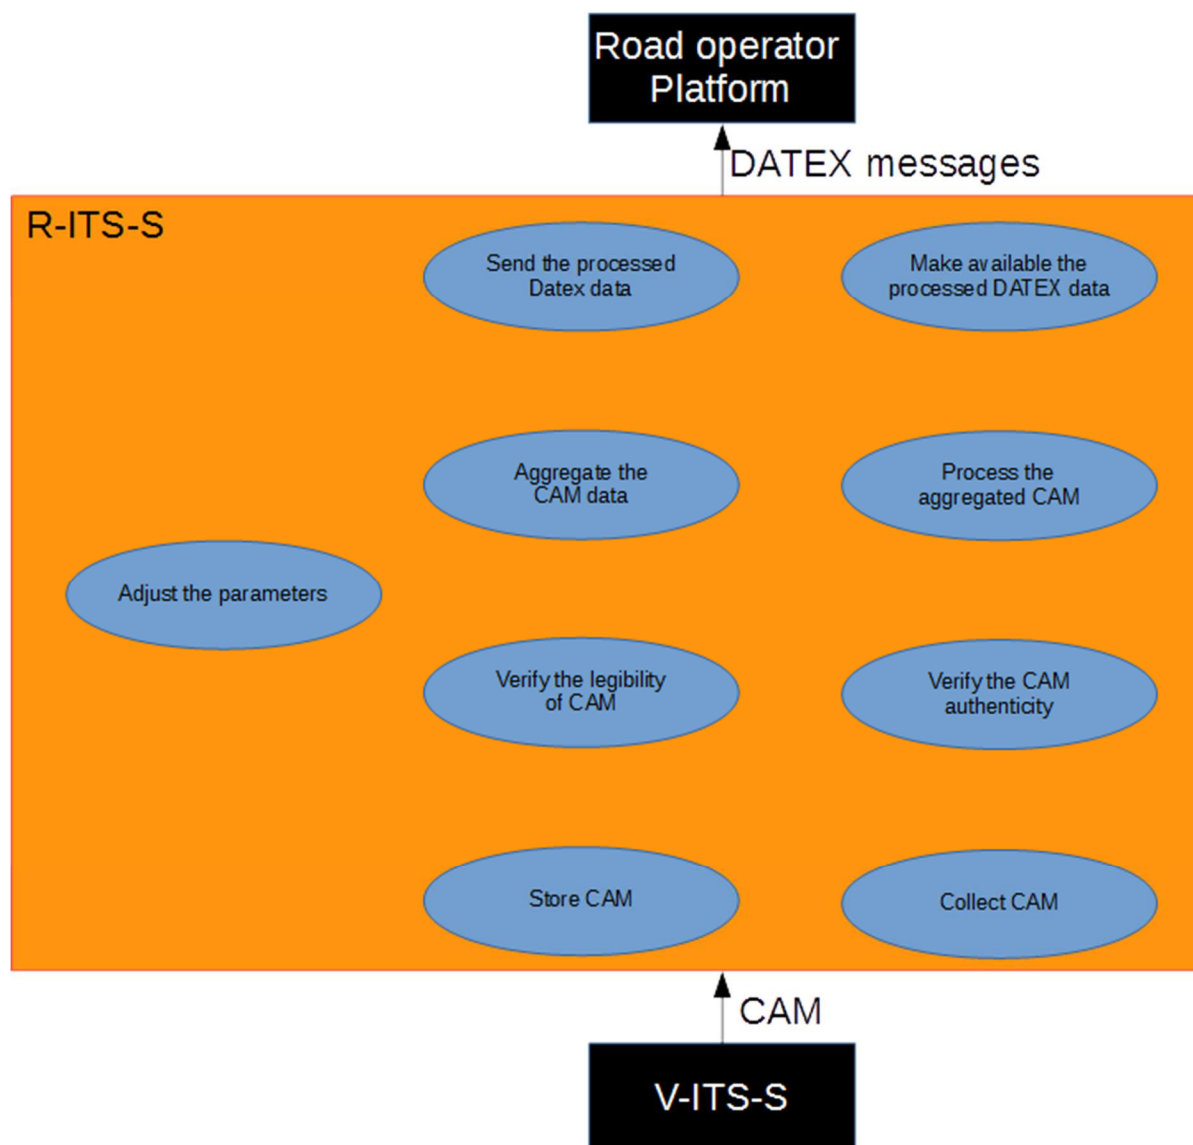 Road operator
Platform
DATEX messages
R-ITS-S
Send the processed
Datex data
Make available the
processed DATEX data
Aggregate the
CAM data
Process the
aggregated CAM
Adjust the parameters
Verify the legibility
of CAM
Verify the CAM
authenticity
Store CAM
Collect CAM
CAM
V-ITS-S